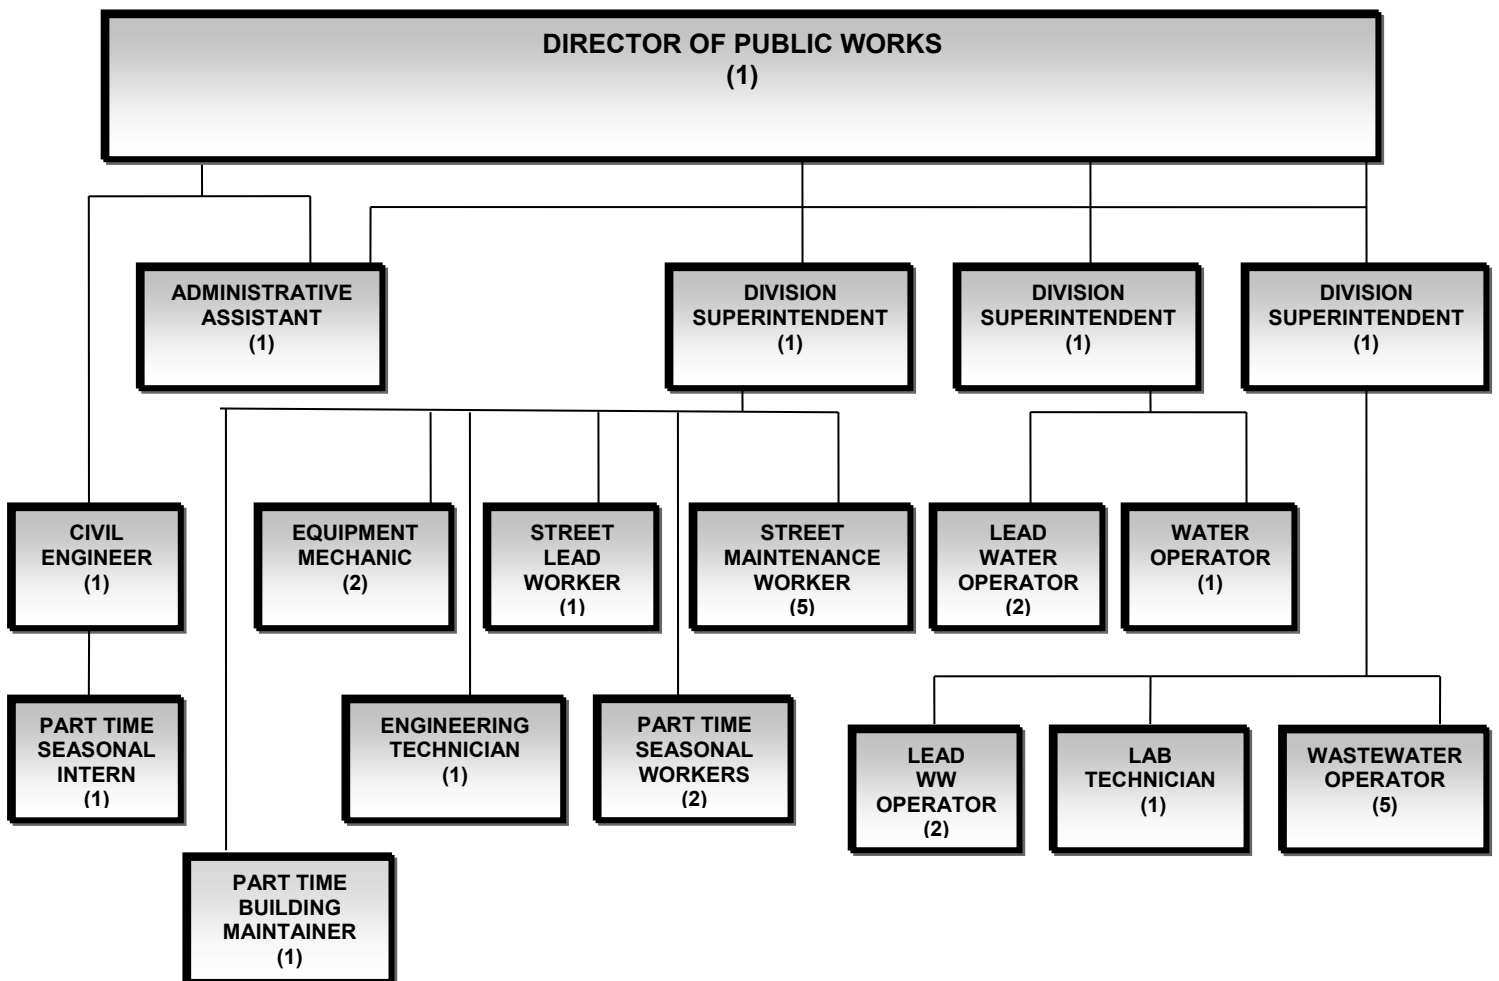 DIRECTOR OF PUBLIC WORKS
(1)
ADMINISTRATIVE
ASSISTANT
(1)
DIVISION
SUPERINTENDENT
(1)
DIVISION
SUPERINTENDENT
(1)
DIVISION
SUPERINTENDENT
(1)
CIVIL
ENGINEER
(1)
EQUIPMENT
MECHANIC
(2)
STREET
LEAD
WORKER
(1)
STREET
MAINTENANCE
WORKER
(5)
LEAD
WATER
OPERATOR
(2)
WATER
OPERATOR
(1)
PART TIME
SEASONAL
INTERN
(1)
ENGINEERING
TECHNICIAN
(1)
PART TIME
SEASONAL
WORKERS
(2)
LEAD
WW
OPERATOR
(2)
LAB
TECHNICIAN
(1)
WASTEWATER
OPERATOR
(5)
PART TIME
BUILDING
MAINTAINER
(1)